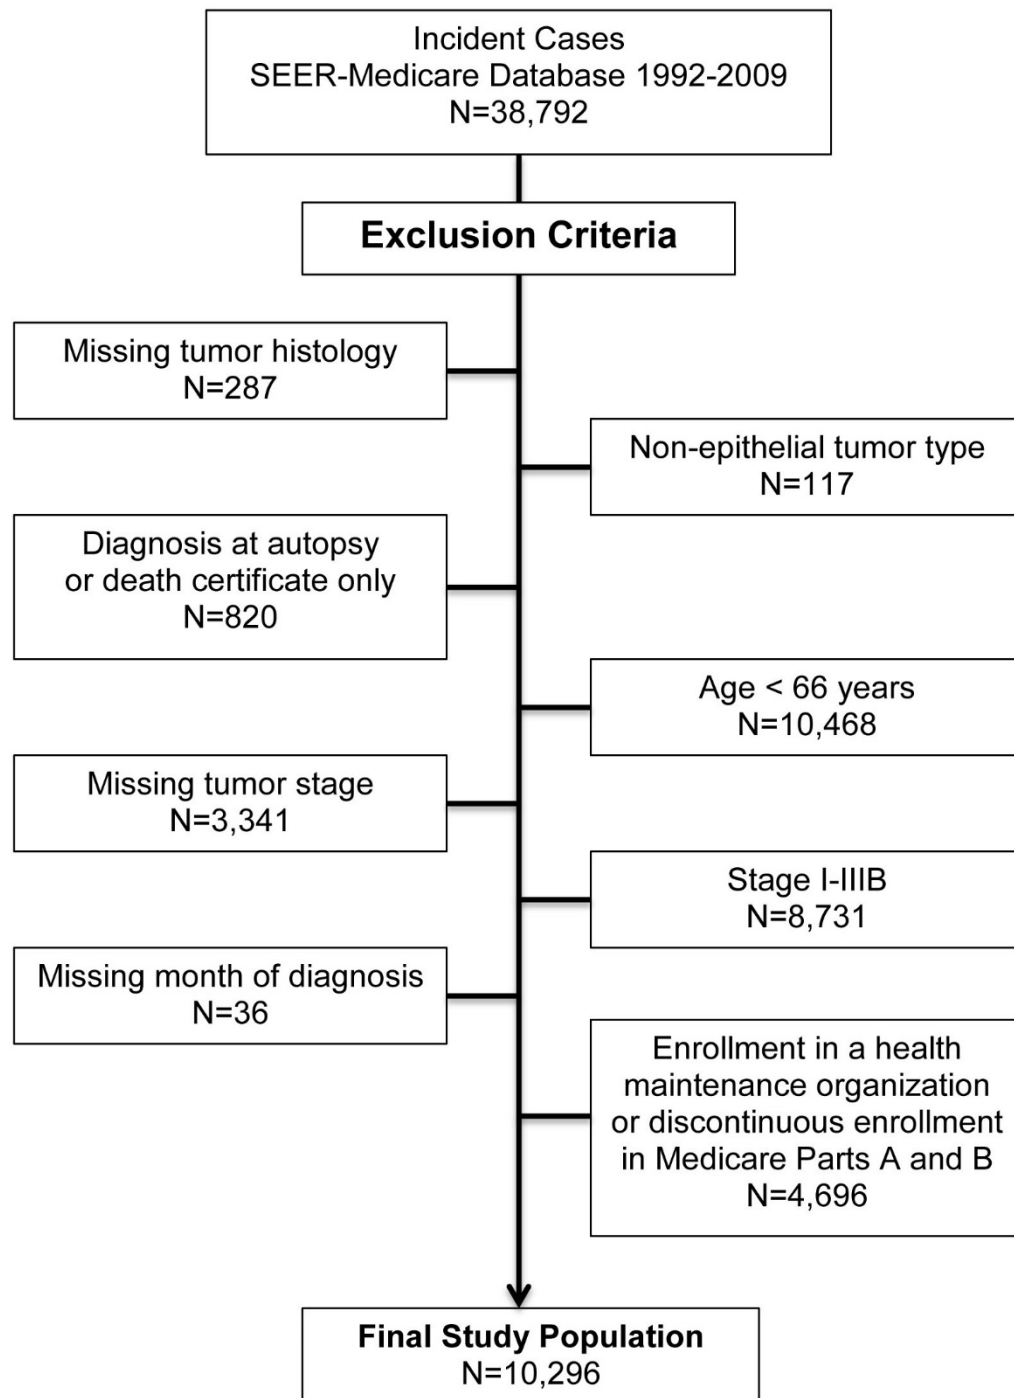 Incident Cases
SEER-Medicare Database 1992-2009
N=38,792
Exclusion Criteria
Missing tumor histology
N=287
Non-epithelial tumor type
N=117
Diagnosis at autopsy
or death certificate only
N=820
Age < 66 years
N=10,468
Missing tumor stage
N=3,341
Stage I-IIIB
N=8,731
Missing month of diagnosis
N=36
Enrollment in a health
maintenance organization
or discontinuous enrollment
in Medicare Parts A and B
N=4,696
Final Study Population
N=10,296